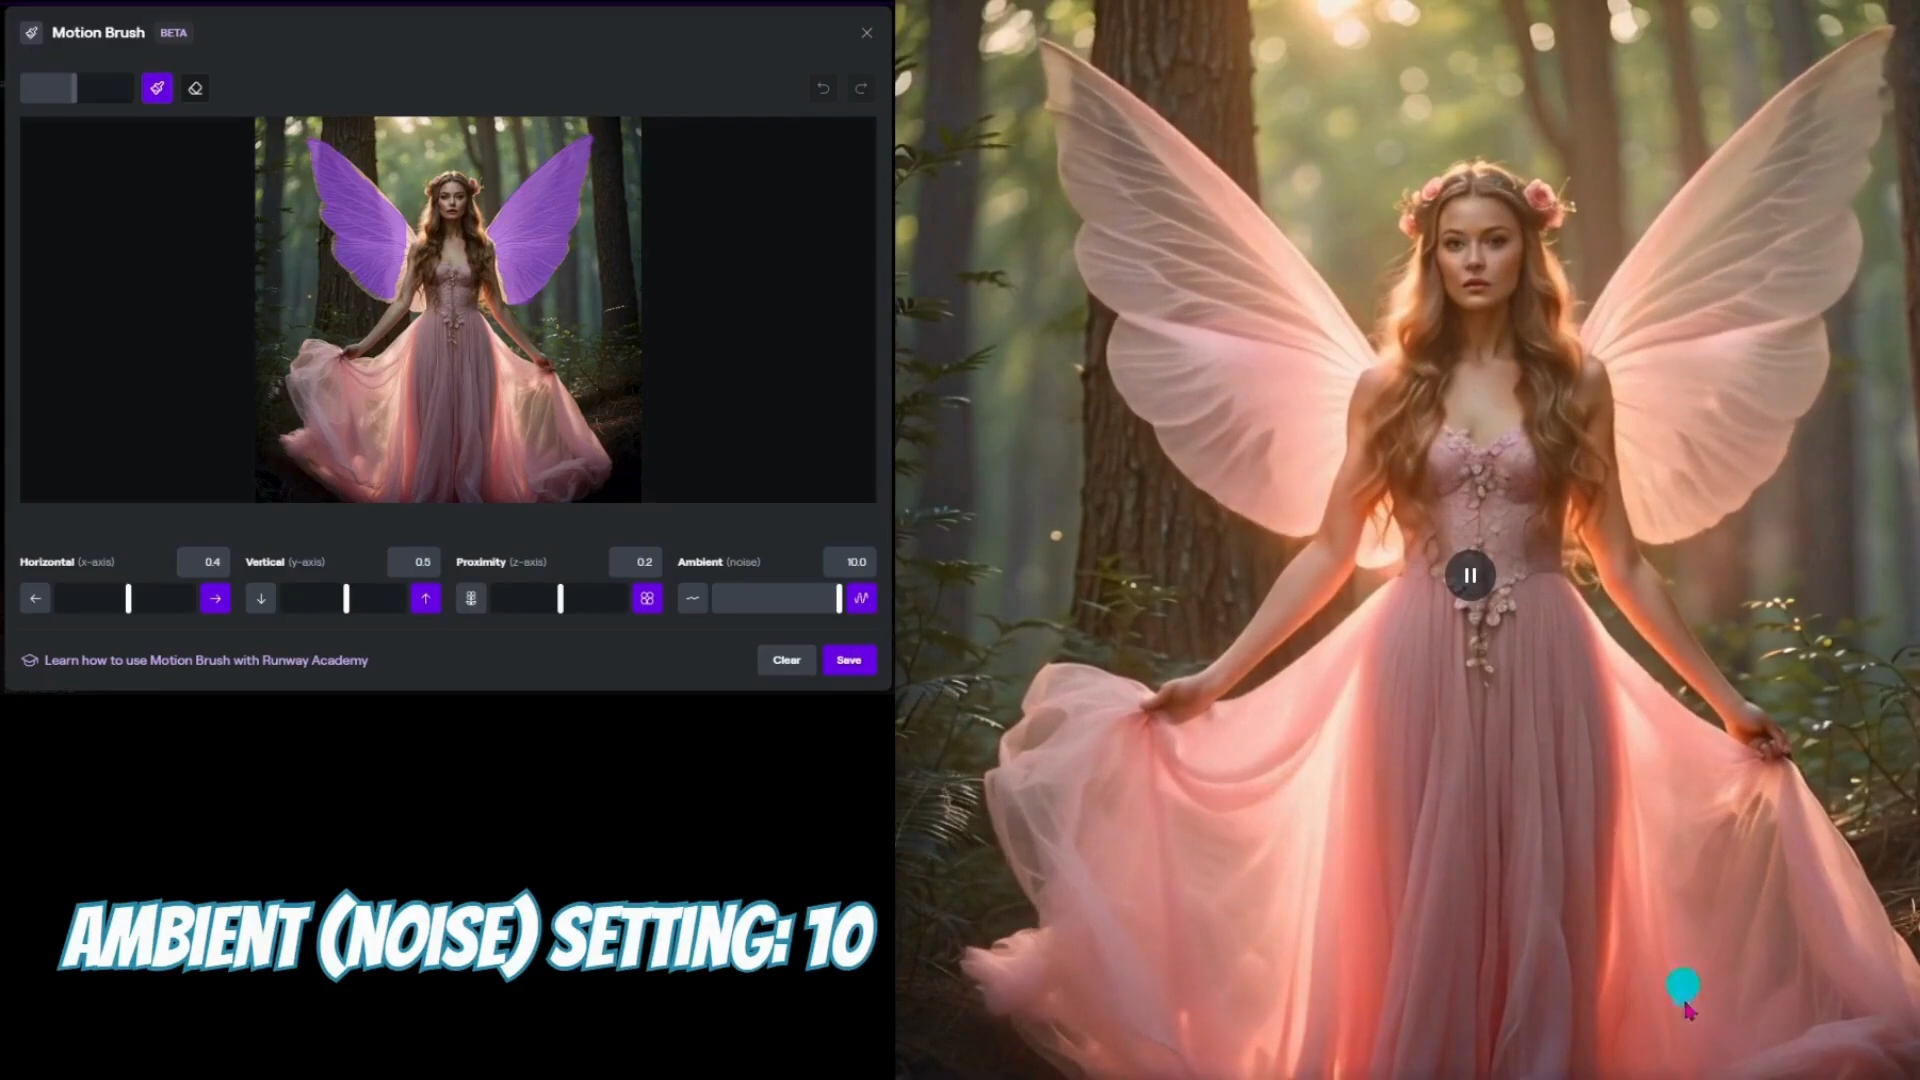 Motion Brush BETA
Horizontal (x-axis) 0.4 Vertical (y-axis) 0.5 Proximity (z-axis) 0.2 Ambient (noise) 10.0
Learn how to use Motion Brush with Runway Academy Clear Save
AMBIENT (NOISE) SETTING: 10